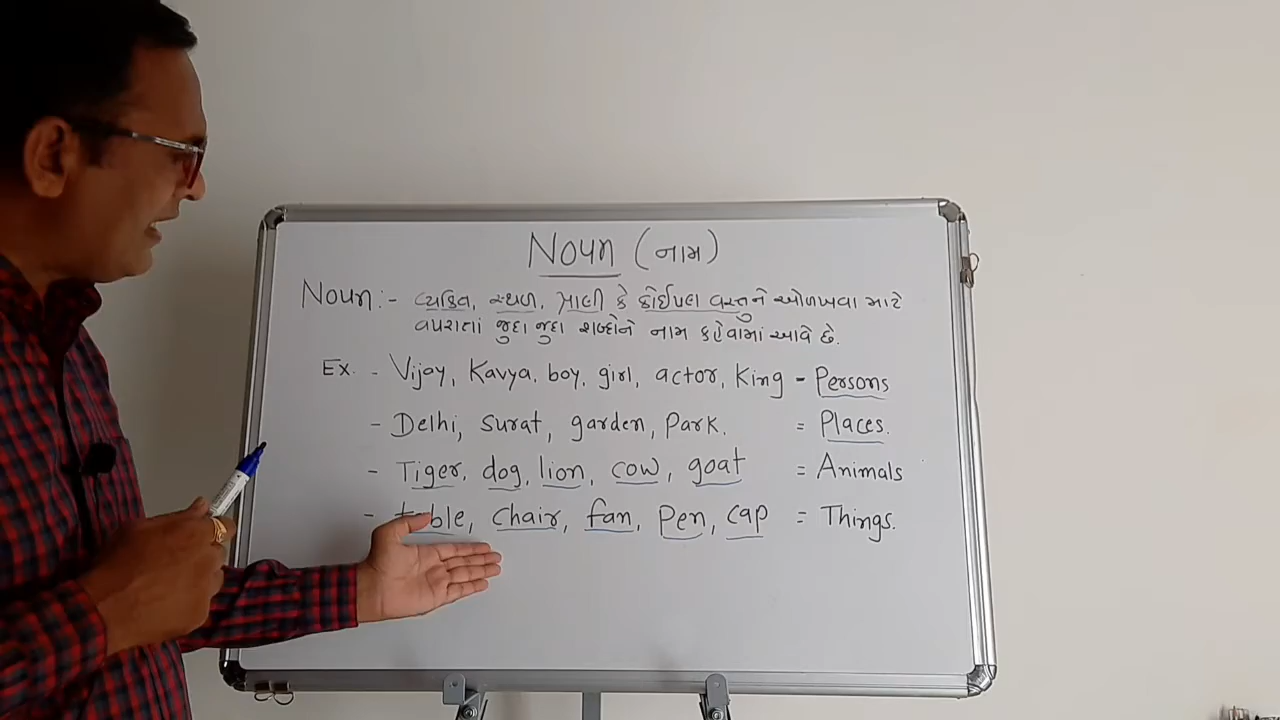 Noun (નામ)
Noun :- વ્યક્તિ, સ્થળ, પ્રાણી કે કોઈપણ વસ્તુને ઓળખવા માટે
વપરાતાં જુદા જુદા શબ્દોને નામ કહેવામાં આવે છે.
Ex. - Vijay, Kavya, boy, girl, actor, King - Persons
- Delhi, Surat, garden, Park. = Places.
- Tiger, dog, lion, cow, goat = Animals
- table, chair, fan, Pen, cap = Things.